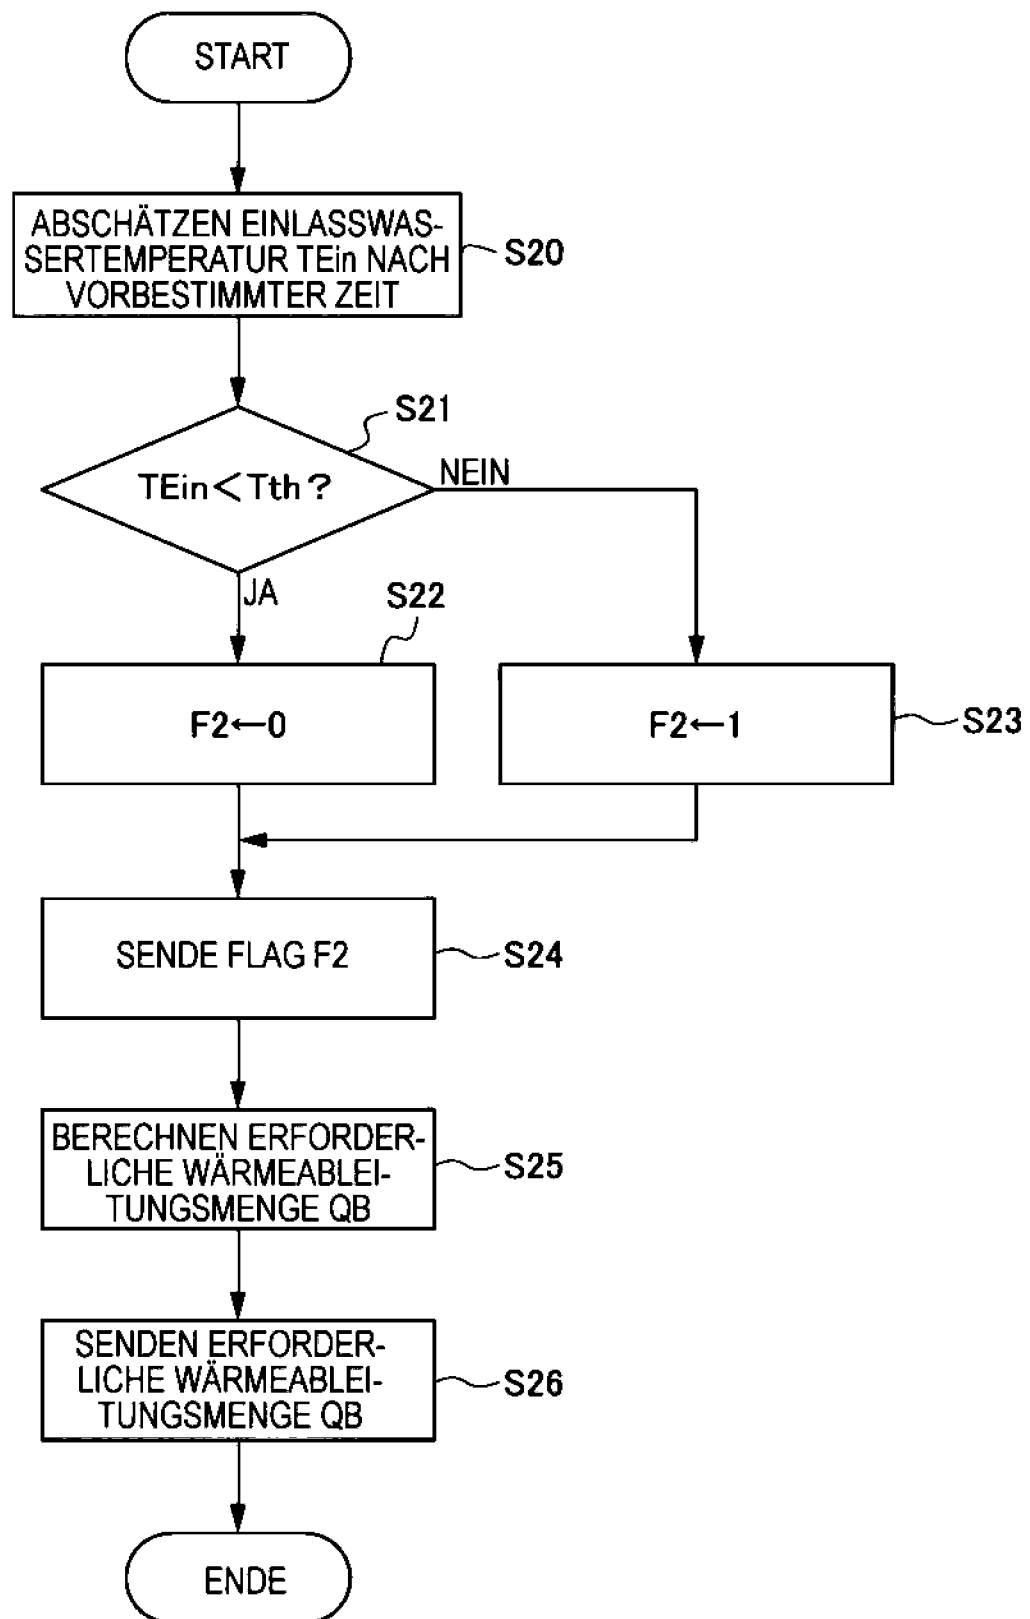 START
ABSCHÄTZEN EINLASSWAS-
SERTEMPERATUR TEin NACH
VORBESTIMMTER ZEIT
S20
S21
TEin<Tth?
NEIN
JA
S22
F2←0
F2←1
S23
SENDE FLAG F2
S24
BERECHNEN ERFORDER-
LICHE WÄRMEABLEI-
TUNGSMENGE QB
S25
SENDEN ERFORDER-
LICHE WÄRMEABLEI-
TUNGSMENGE QB
S26
ENDE